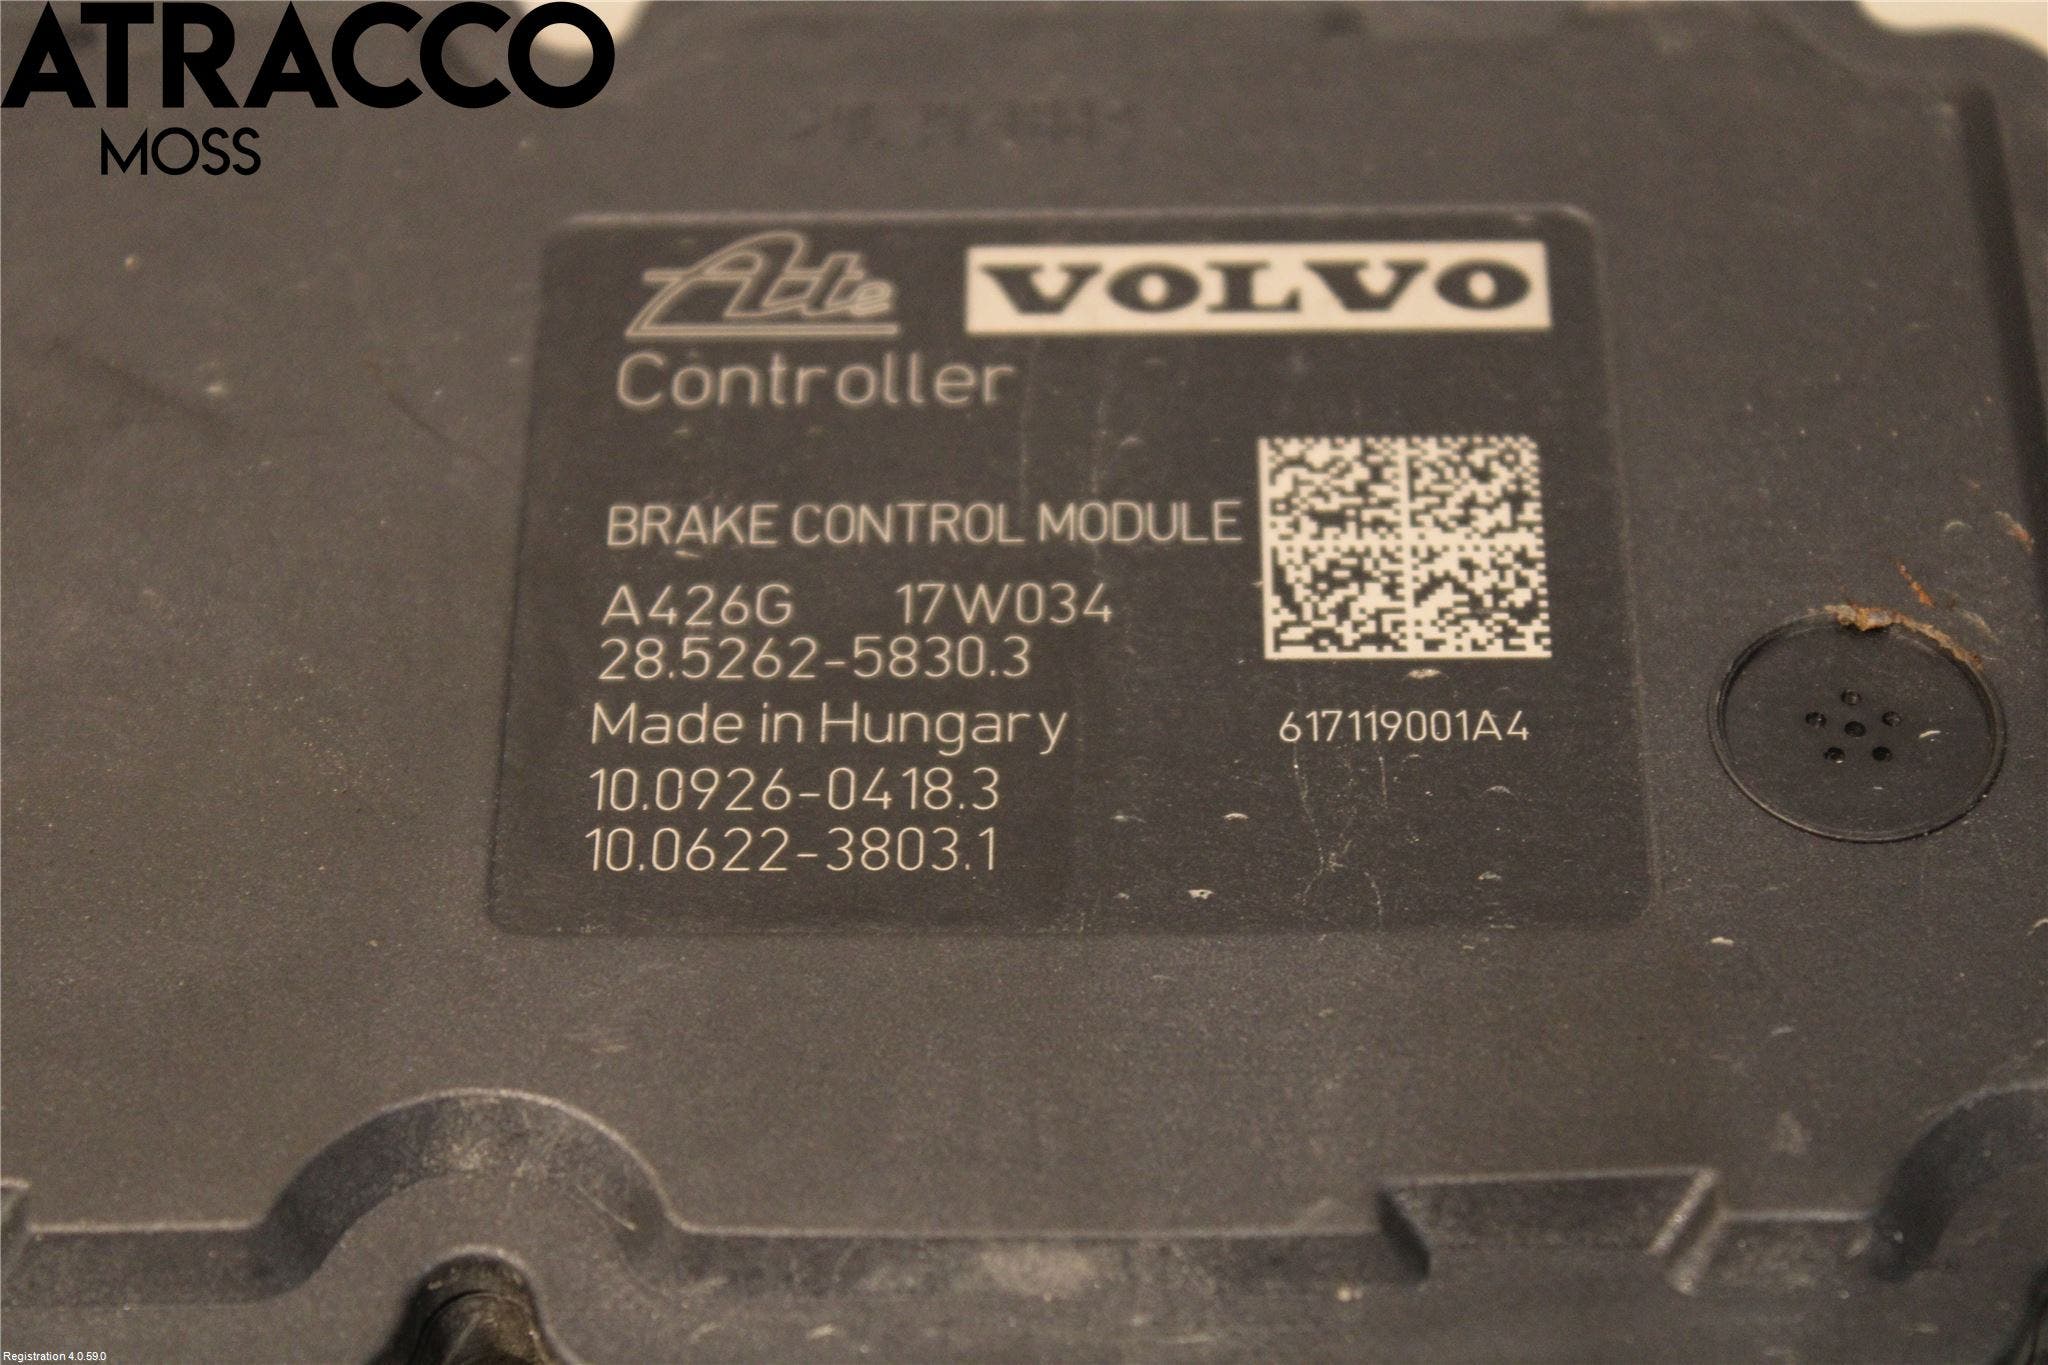 ATRACCO
MOSS
Ate VOLVO
Controller
BRAKE CONTROL MODULE
A426G 17W034
28.5262-5830.3
Made in Hungary
617119001A4
10.0926-0418.3
10.0622-3803.1
Registration 4.0.59.0